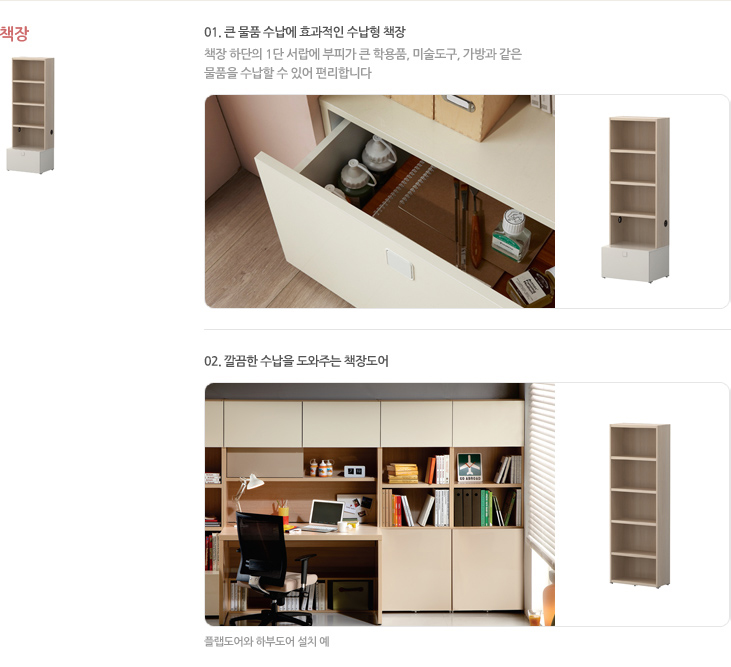 책장
01. 큰 물품 수납에 효과적인 수납형 책장
책장 하단의 1단 서랍에 부피가 큰 학용품, 미술도구, 가방과 같은
물품을 수납할 수 있어 편리합니다
02. 깔끔한 수납을 도와주는 책장도어
플랩도어와 하부도어 설치 예